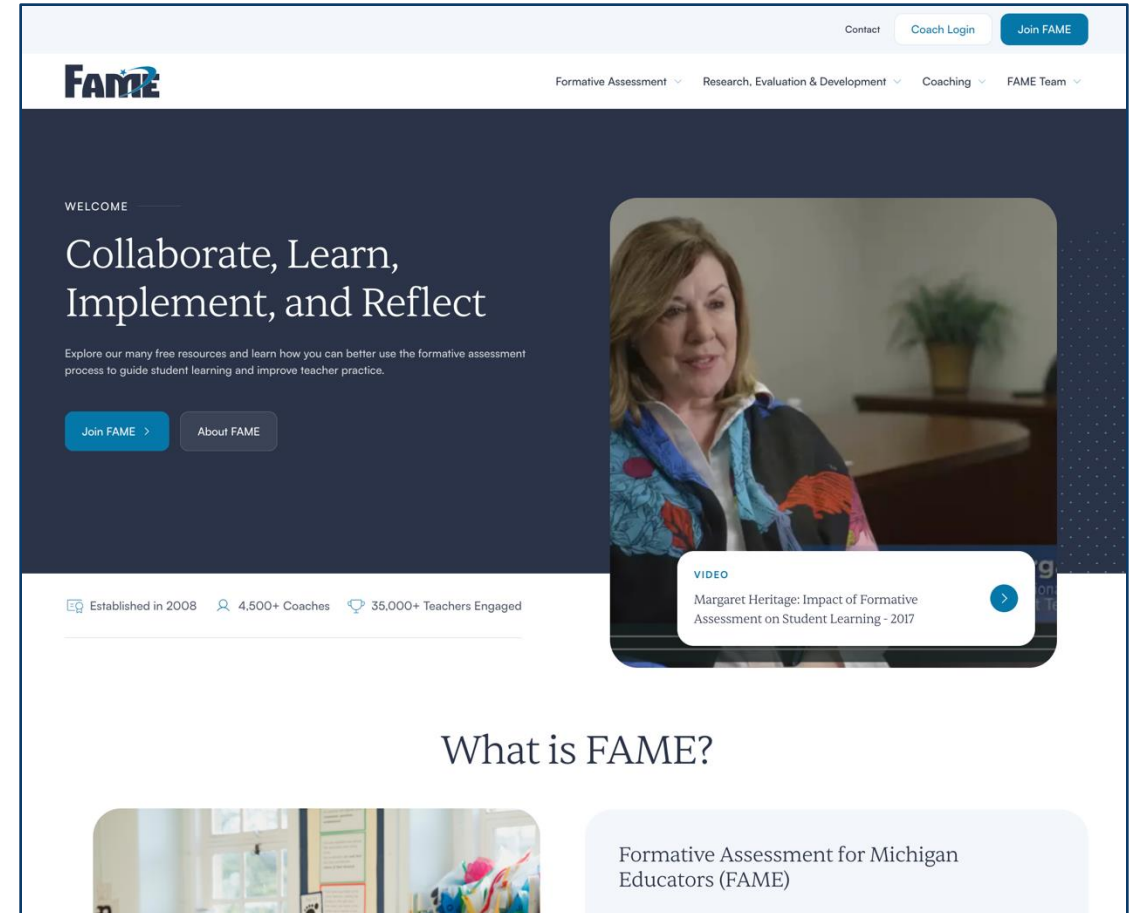 Contact
Coach Login
Join FAME
FAME
Formative Assessment
Research, Evaluation & Development
Coaching
FAME Team
WELCOME
Collaborate, Learn,
Implement, and Reflect
Explore our many free resources and learn how you can better use the formative assessment
process to guide student learning and improve teacher practice.
Join FAME
About FAME
VIDEO
Margaret Heritage: Impact of Formative
Assessment on Student Learning - 2017
Established in 2008
4,500+ Coaches
35,000+ Teachers Engaged
What is FAME?
Formative Assessment for Michigan
Educators (FAME)